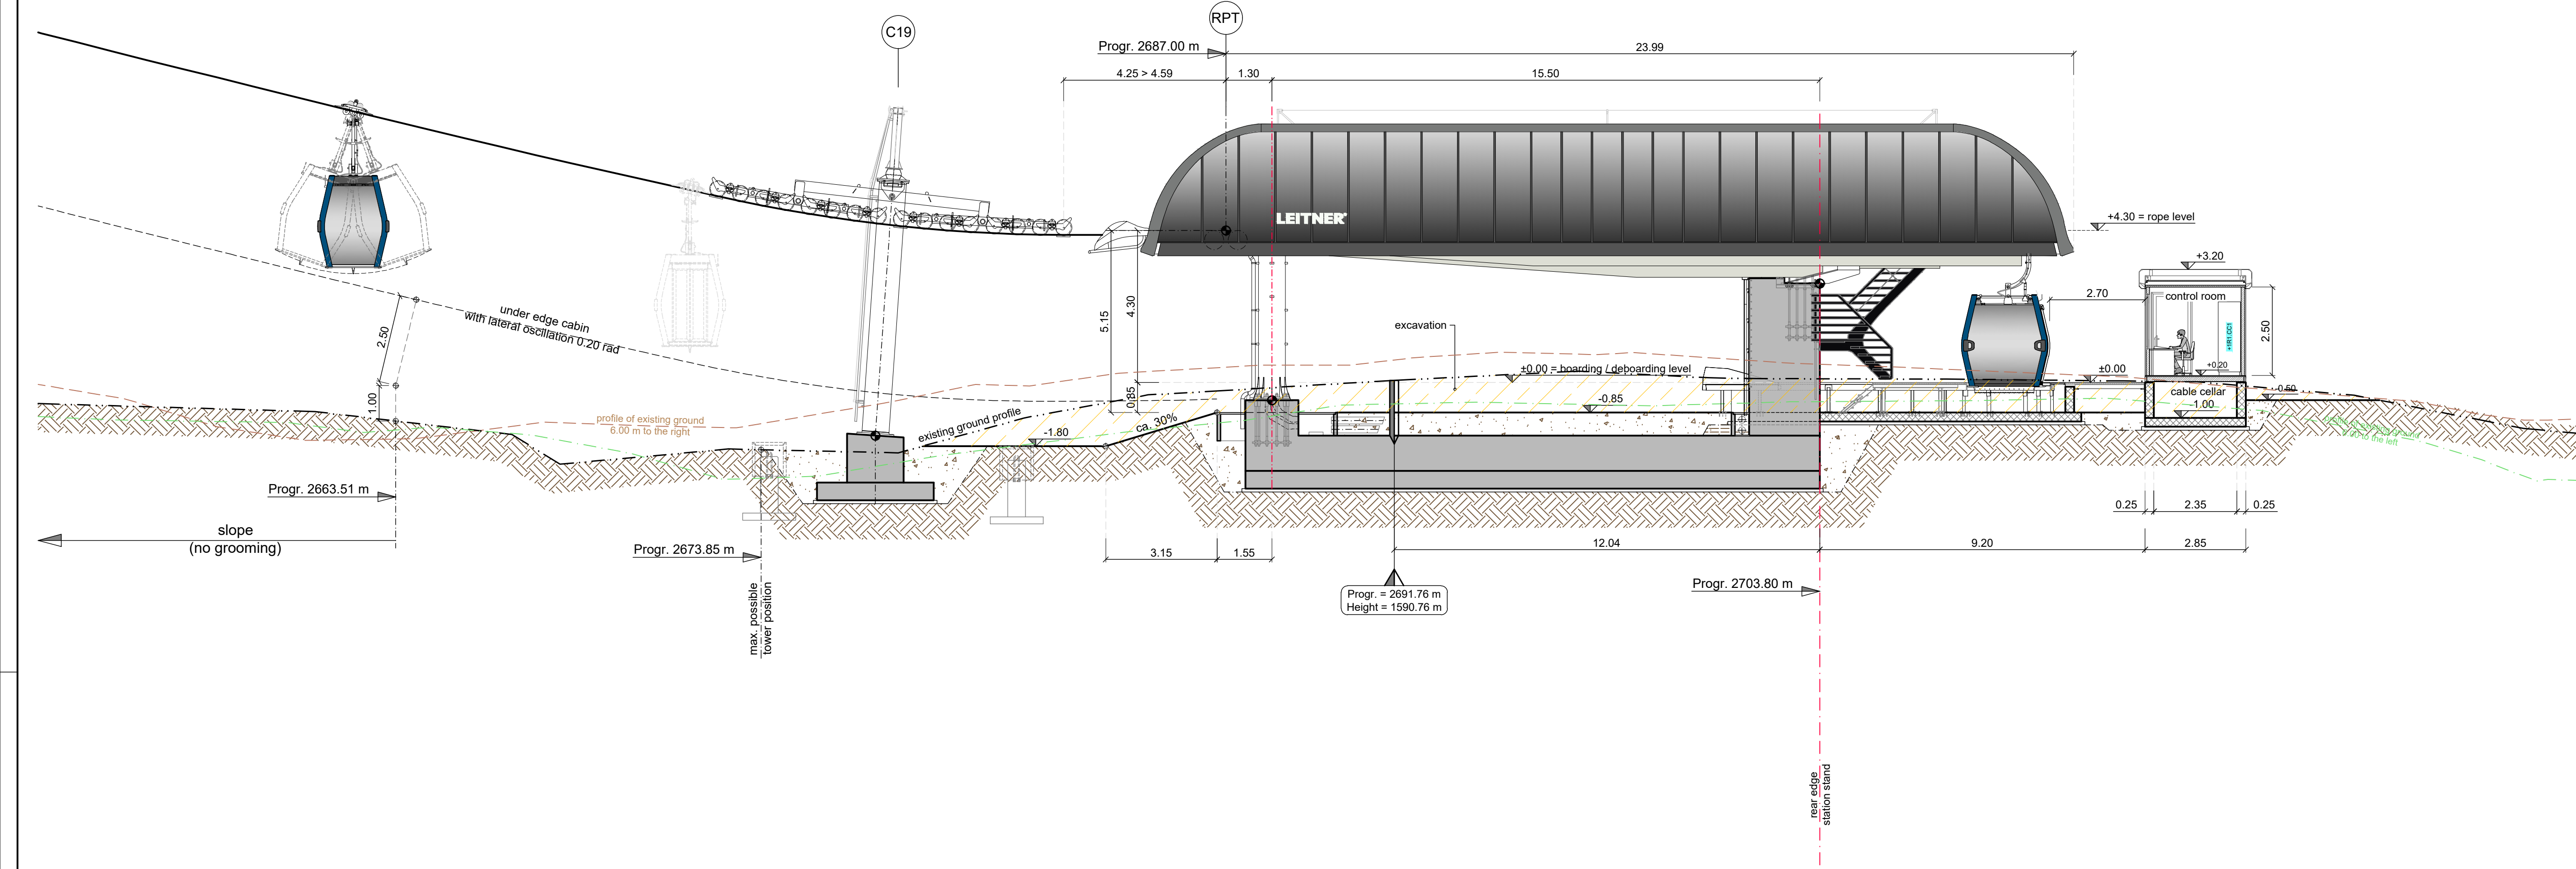 C19
RPT
Progr. 2687.00 m
23.99
4.25 > 4.59
1.30
15.50
LEITNER®
+4.30 = rope level
+3.20
control room
2.70
2.50
+1R1.CC1
+0.20
5.15
4.30
0.85
excavation
under edge cabin
with lateral oscillation 0.20 rad
2.50
1.00
±0.00 = boarding / deboarding level
±0.00
-0.85
-0.50
cable cellar
-1.00
profile of existing ground
6.00 m to the right
existing ground profile
ca. 30%
-1.80
to the left
Progr. 2663.51 m
slope
(no grooming)
Progr. 2673.85 m
max. possible
tower position
3.15
1.55
12.04
9.20
0.25
2.35
0.25
2.85
Progr. = 2691.76 m
Height = 1590.76 m
Progr. 2703.80 m
rear edge
station stand